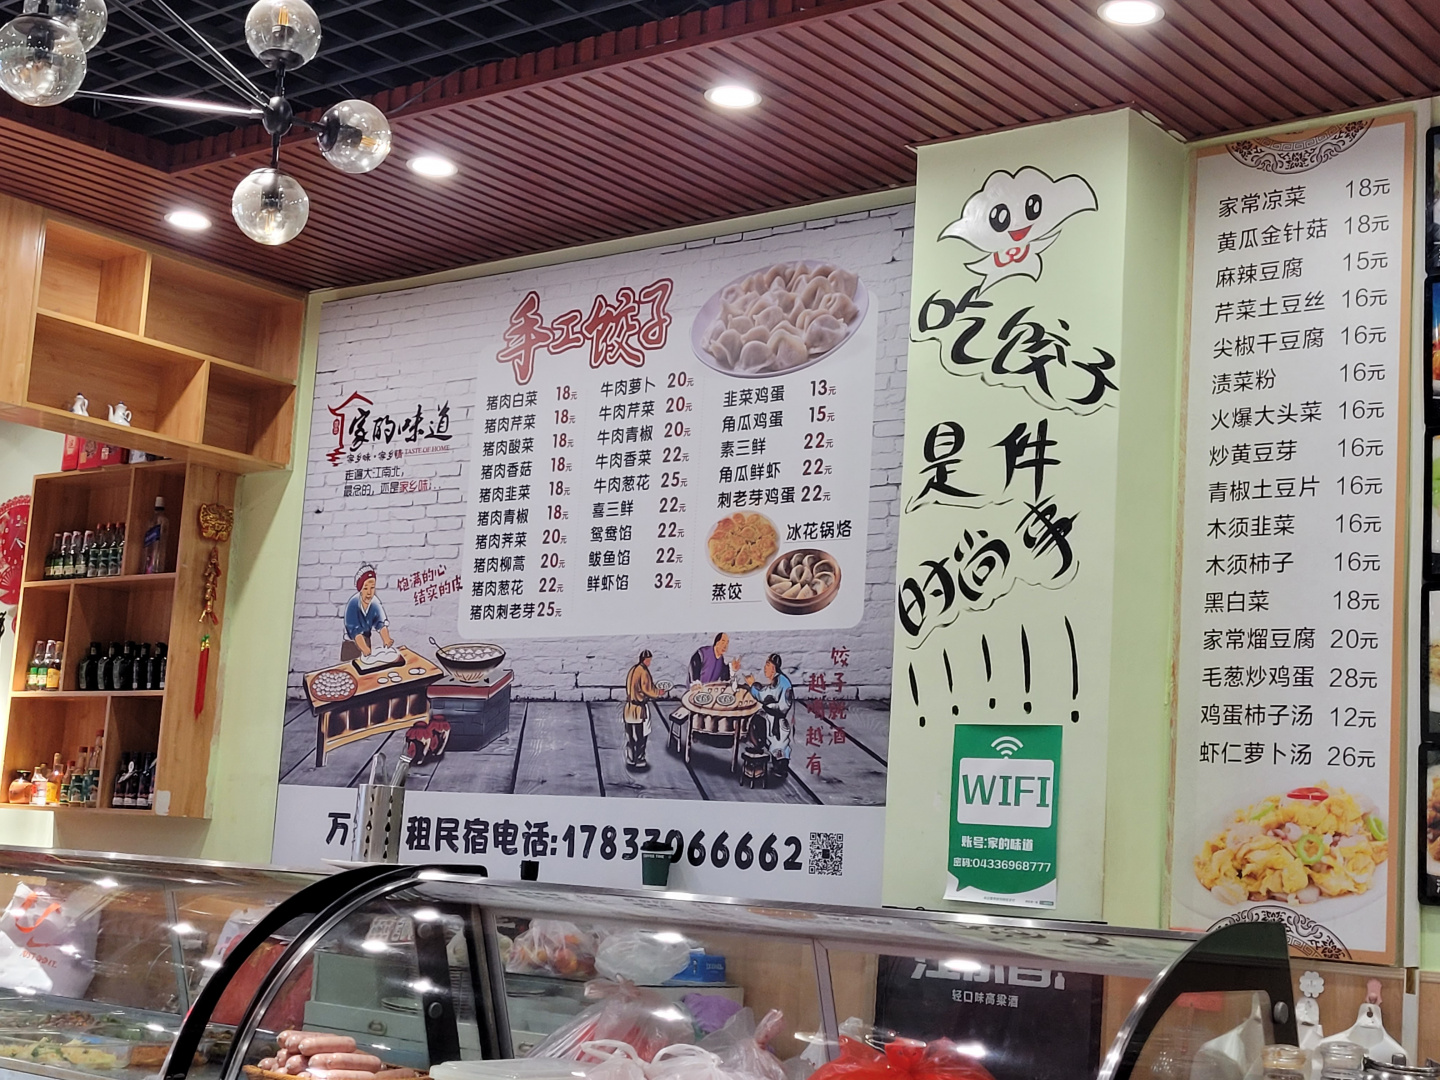 手工饺子
家的味道
TASTE OF HOME
家乡味·家乡情
走遍大江南北,
最念的,还是家乡味。
猪肉白菜 18元
猪肉芹菜 18元
猪肉酸菜 18元
猪肉香菇 18元
猪肉韭菜 18元
猪肉青椒 18元
猪肉荠菜 20元
猪肉柳蒿 20元
猪肉葱花 22元
猪肉刺老芽 25元
牛肉萝卜 20元
牛肉芹菜 20元
牛肉青椒 20元
牛肉香菜 22元
牛肉葱花 25元
喜三鲜 22元
鸳鸯馅 22元
鲅鱼馅 22元
鲜虾馅 32元
韭菜鸡蛋 13元
角瓜鸡蛋 15元
素三鲜 22元
角瓜鲜虾 22元
刺老芽鸡蛋 22元
冰花锅烙
蒸饺
饱满的心
结实的皮
饺子就酒
越喝越有
租民宿电话:17833066662
吃饺子
是件
时尚事
!!!!!
WIFI
账号:家的味道
密码:04336968777
家常凉菜 18元
黄瓜金针菇 18元
麻辣豆腐 15元
芹菜土豆丝 16元
尖椒干豆腐 16元
渍菜粉 16元
火爆大头菜 16元
炒黄豆芽 16元
青椒土豆片 16元
木须韭菜 16元
木须柿子 16元
黑白菜 18元
家常熘豆腐 20元
毛葱炒鸡蛋 28元
鸡蛋柿子汤 12元
虾仁萝卜汤 26元
轻口味高粱酒